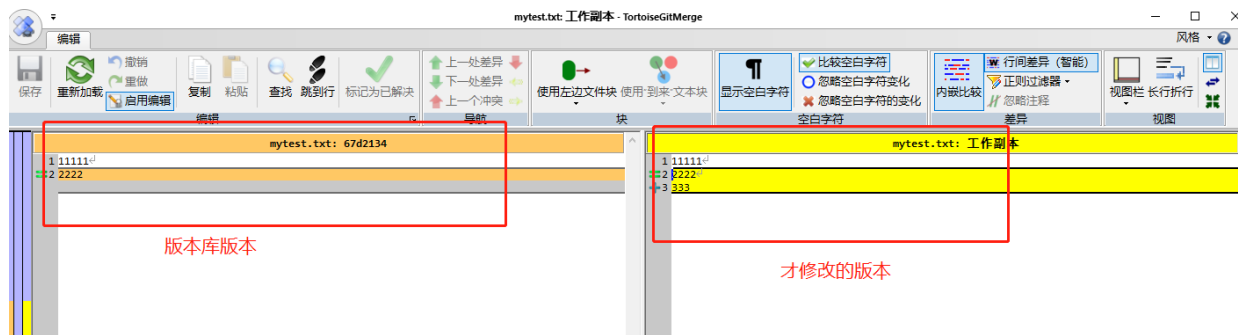 mytest.txt: 工作副本 - TortoiseGitMerge
编辑
风格
保存
重新加载
撤销
重做
启用编辑
复制
粘贴
查找
跳到行
标记为已解决
编辑
上一处差异
下一处差异
上一个冲突
导航
使用左边文件块
使用'到来'文本块
块
显示空白字符
比较空白字符
忽略空白字符变化
忽略空白字符的变化
空白字符
内嵌比较
行间差异（智能）
正则过滤器
忽略注释
差异
视图栏
长行折行
视图
mytest.txt: 67d2134
1 11111
2 2222
版本库版本
mytest.txt: 工作副本
1 11111
2 2222
3 333
才修改的版本